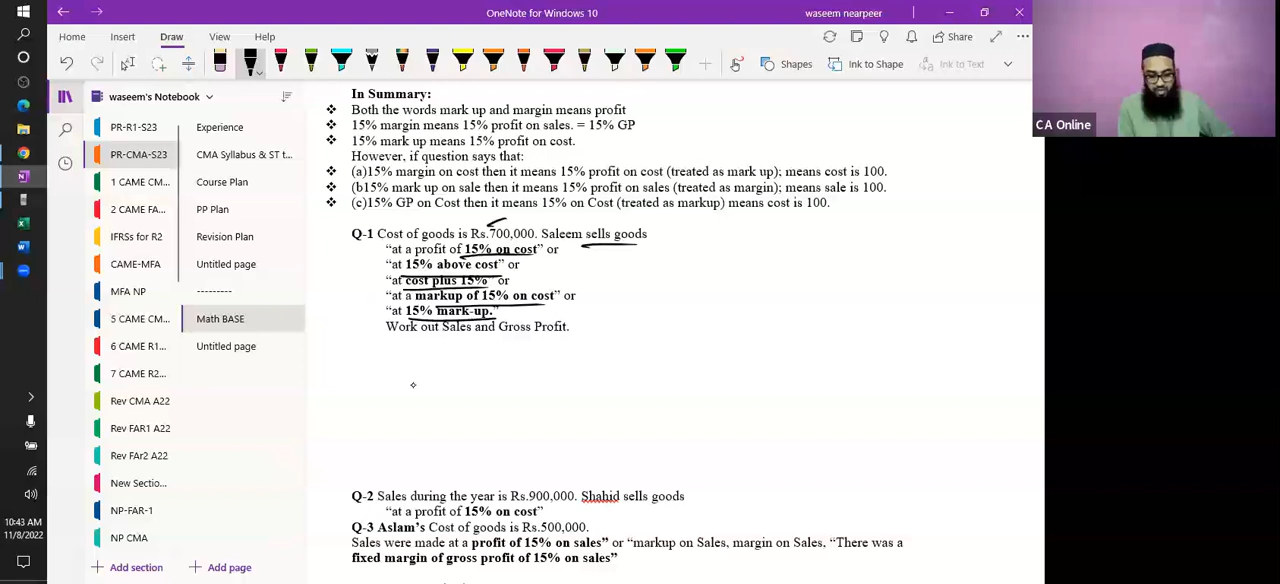 OneNote for Windows 10
waseem nearpeer
Home
Insert
Draw
View
Help
Share
Shapes
Ink to Shape
Ink to Text
waseem's Notebook
PR-R1-S23
PR-CMA-S23
1 CAME CM...
2 CAME FA...
IFRSs for R2
CAME-MFA
MFA NP
5 CAME CM...
6 CAME R1...
7 CAME R2...
Rev CMA A22
Rev FAR1 A22
Rev FAr2 A22
New Sectio...
NP-FAR-1
NP CMA
Add section
Experience
CMA Syllabus & ST t...
Course Plan
PP Plan
Revision Plan
Untitled page
---------
Math BASE
Untitled page
Add page
In Summary:
❖ Both the words mark up and margin means profit
❖ 15% margin means 15% profit on sales. = 15% GP
❖ 15% mark up means 15% profit on cost.
However, if question says that:
❖ (a)15% margin on cost then it means 15% profit on cost (treated as mark up); means cost is 100.
❖ (b15% mark up on sale then it means 15% profit on sales (treated as margin); means sale is 100.
❖ (c)15% GP on Cost then it means 15% on Cost (treated as markup) means cost is 100.
Q-1 Cost of goods is Rs.700,000. Saleem sells goods
“at a profit of 15% on cost” or
“at 15% above cost” or
“at cost plus 15%” or
“at a markup of 15% on cost” or
“at 15% mark-up.”
Work out Sales and Gross Profit.
Q-2 Sales during the year is Rs.900,000. Shahid sells goods
“at a profit of 15% on cost”
Q-3 Aslam’s Cost of goods is Rs.500,000.
Sales were made at a profit of 15% on sales” or “markup on Sales, margin on Sales, “There was a
fixed margin of gross profit of 15% on sales”
CA Online
10:43 AM
11/8/2022